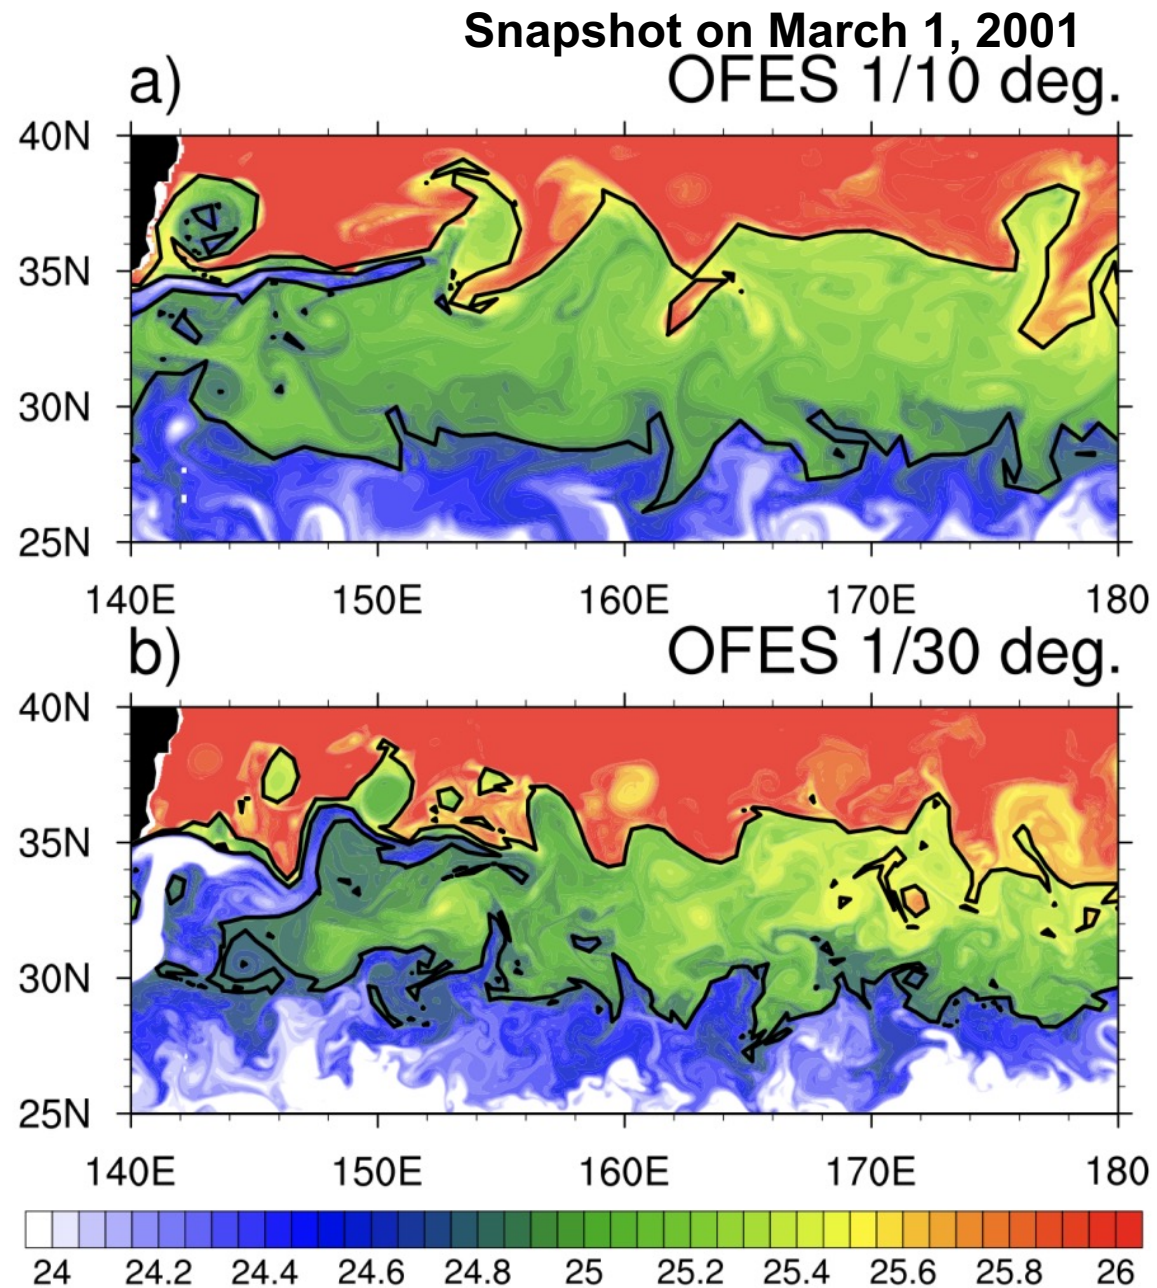 Snapshot on March 1, 2001
a) OFES 1/10 deg.
40N
35N
30N
25N
140E 150E 160E 170E 180
b) OFES 1/30 deg.
40N
35N
30N
25N
140E 150E 160E 170E 180
24 24.2 24.4 24.6 24.8 25 25.2 25.4 25.6 25.8 26